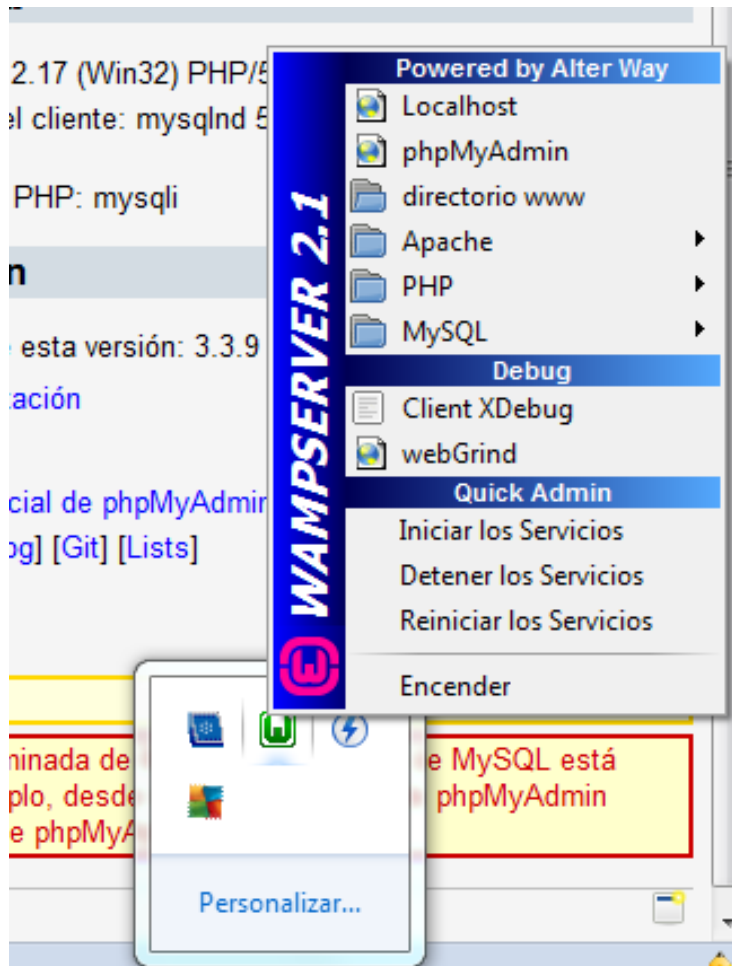 2.17 (Win32) PHP/5
el cliente: mysqlnd 5
PHP: mysqli
n
esta versión: 3.3.9
ación
cial de phpMyAdmin
og] [Git] [Lists]
WAMPSERVER 2.1
Powered by Alter Way
Localhost
phpMyAdmin
directorio www
Apache
PHP
MySQL
Debug
Client XDebug
webGrind
Quick Admin
Iniciar los Servicios
Detener los Servicios
Reiniciar los Servicios
Encender
minada de
e MySQL está
plo, desde
phpMyAdmin
e phpMyA
Personalizar...